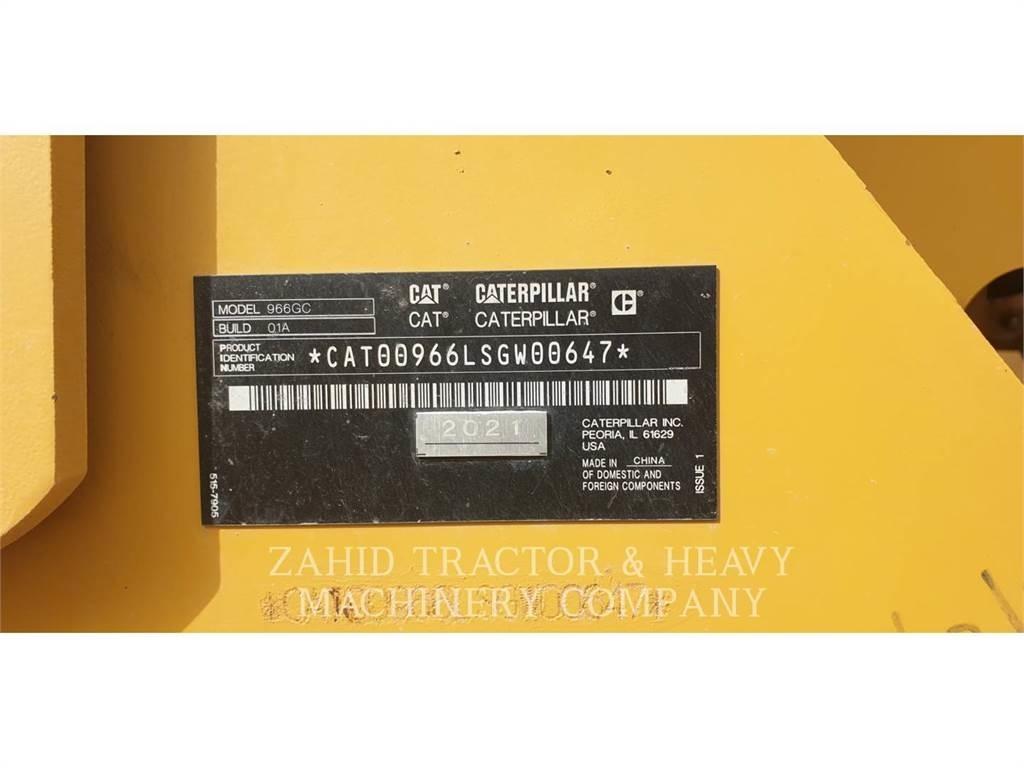 MODEL 966GC
BUILD 01A
CAT® CATERPILLAR® C®
CAT® CATERPILLAR®
PRODUCT
IDENTIFICATION
NUMBER
*CAT00966LSGW00647*
2021
CATERPILLAR INC.
PEORIA, IL 61629
USA
MADE IN CHINA
OF DOMESTIC AND
FOREIGN COMPONENTS
ISSUE 1
515-7905
ZAHID TRACTOR & HEAVY
MACHINERY COMPANY